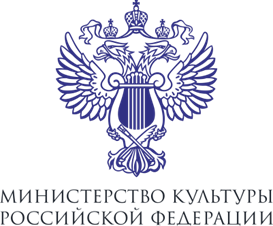 МИНИСТЕРСТВО КУЛЬТУРЫ
РОССИЙСКОЙ ФЕДЕРАЦИИ